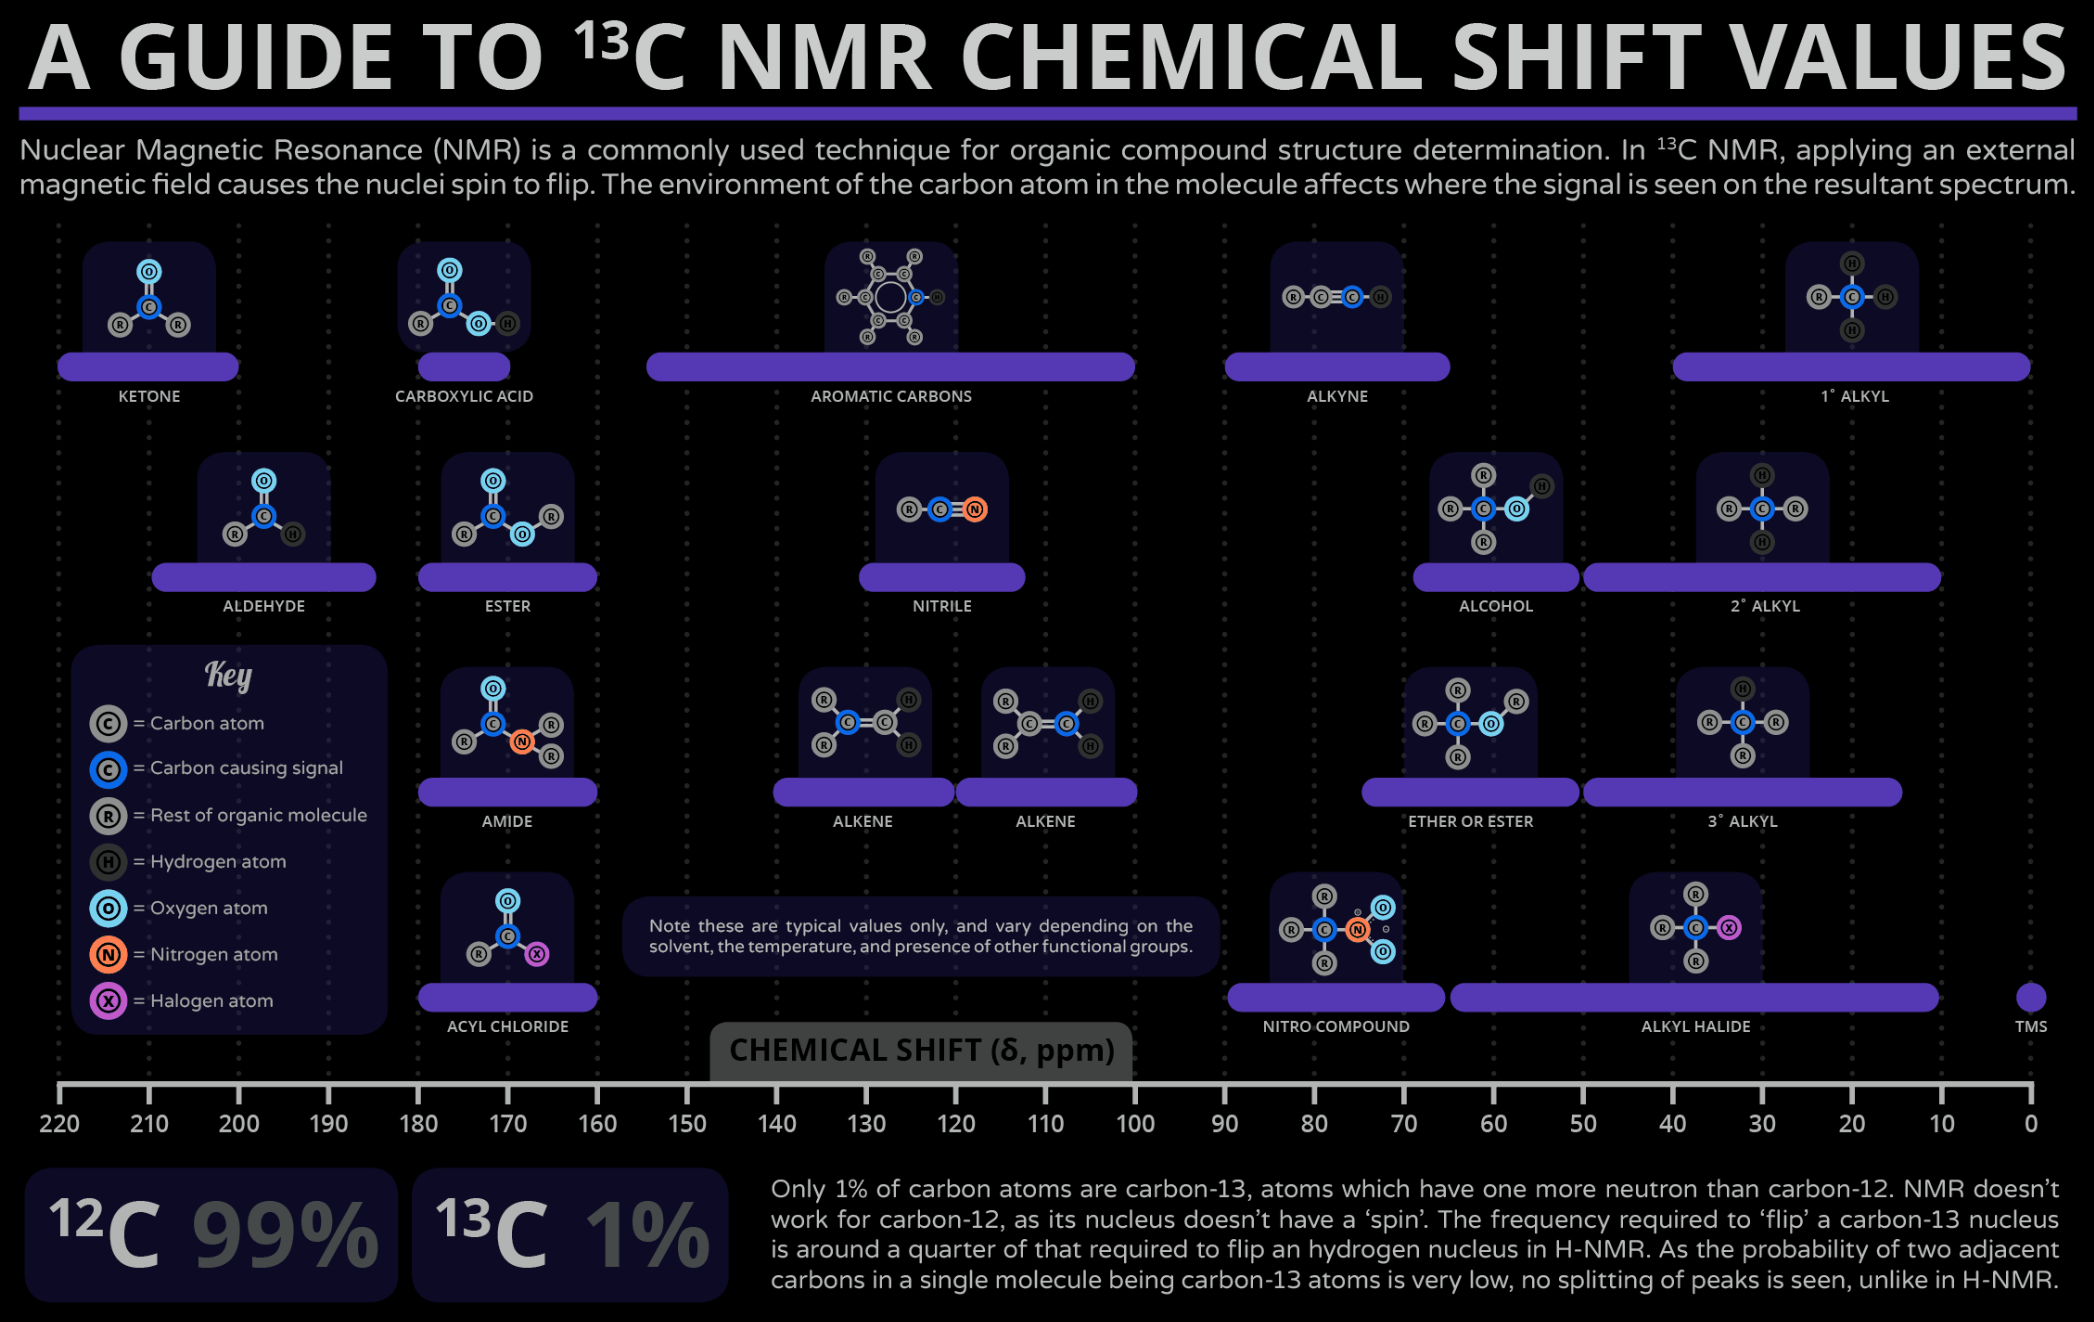 A GUIDE TO ¹³C NMR CHEMICAL SHIFT VALUES
Nuclear Magnetic Resonance (NMR) is a commonly used technique for organic compound structure determination. In ¹³C NMR, applying an external
magnetic field causes the nuclei spin to flip. The environment of the carbon atom in the molecule affects where the signal is seen on the resultant spectrum.
KETONE
CARBOXYLIC ACID
AROMATIC CARBONS
ALKYNE
1° ALKYL
ALDEHYDE
ESTER
NITRILE
ALCOHOL
2° ALKYL
Key
C = Carbon atom
C = Carbon causing signal
R = Rest of organic molecule
H = Hydrogen atom
O = Oxygen atom
N = Nitrogen atom
X = Halogen atom
AMIDE
ALKENE
ALKENE
ETHER OR ESTER
3° ALKYL
ACYL CHLORIDE
Note these are typical values only, and vary depending on the
solvent, the temperature, and presence of other functional groups.
NITRO COMPOUND
ALKYL HALIDE
TMS
CHEMICAL SHIFT (δ, ppm)
220 210 200 190 180 170 160 150 140 130 120 110 100 90 80 70 60 50 40 30 20 10 0
¹²C 99%
¹³C 1%
Only 1% of carbon atoms are carbon-13, atoms which have one more neutron than carbon-12. NMR doesn't
work for carbon-12, as its nucleus doesn't have a 'spin'. The frequency required to 'flip' a carbon-13 nucleus
is around a quarter of that required to flip an hydrogen nucleus in H-NMR. As the probability of two adjacent
carbons in a single molecule being carbon-13 atoms is very low, no splitting of peaks is seen, unlike in H-NMR.